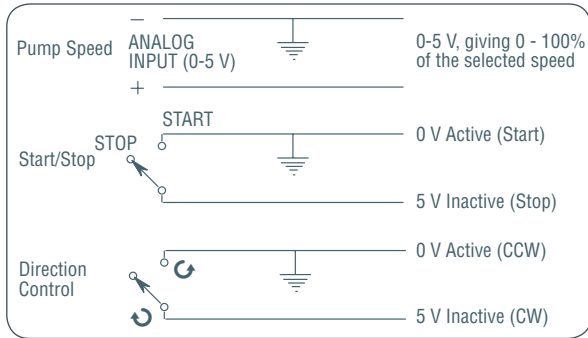 Pump Speed
−
ANALOG
INPUT (0-5 V)
+
0-5 V, giving 0 - 100%
of the selected speed
Start/Stop
STOP
START
0 V Active (Start)
5 V Inactive (Stop)
Direction
Control
0 V Active (CCW)
5 V Inactive (CW)